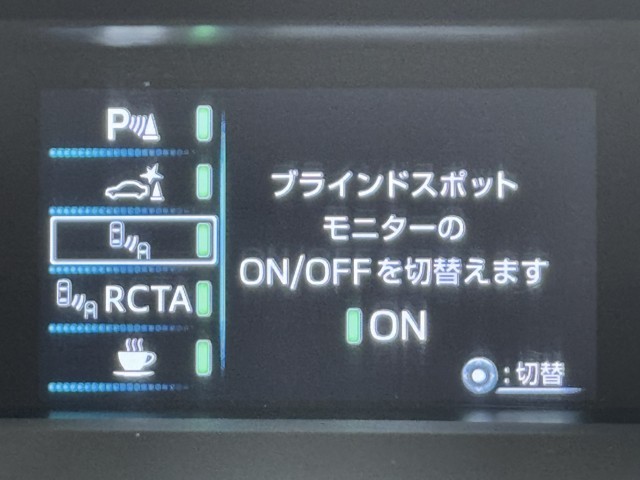 P
RCTA
ブラインドスポット
モニターの
ON/OFFを切替えます
ON
:切替